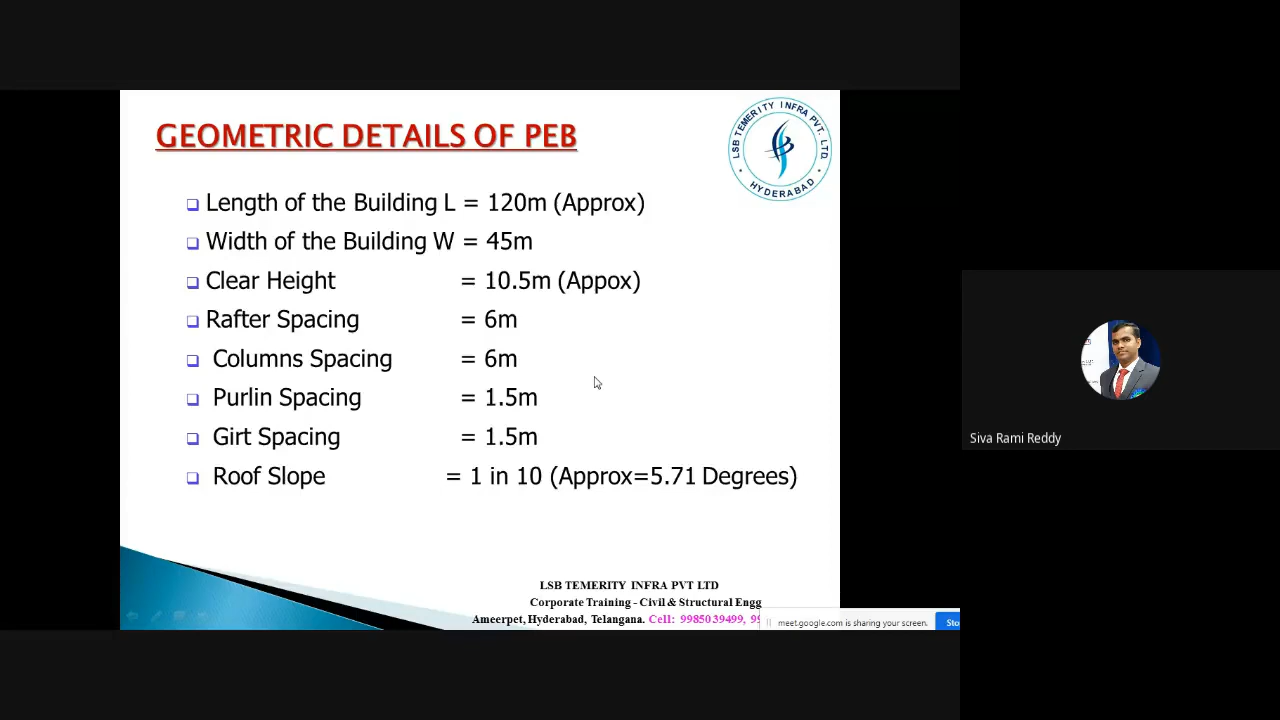 GEOMETRIC DETAILS OF PEB
LSB TEMERITY INFRA PVT. LTD.
HYDERABAD
Length of the Building L = 120m (Approx)
Width of the Building W = 45m
Clear Height = 10.5m (Appox)
Rafter Spacing = 6m
Columns Spacing = 6m
Purlin Spacing = 1.5m
Girt Spacing = 1.5m
Roof Slope = 1 in 10 (Approx=5.71 Degrees)
Siva Rami Reddy
LSB TEMERITY INFRA PVT LTD
Corporate Training - Civil & Structural Engg
Ameerpet, Hyderabad, Telangana. Cell: 9985039499, 99
meet.google.com is sharing your screen.
Sto